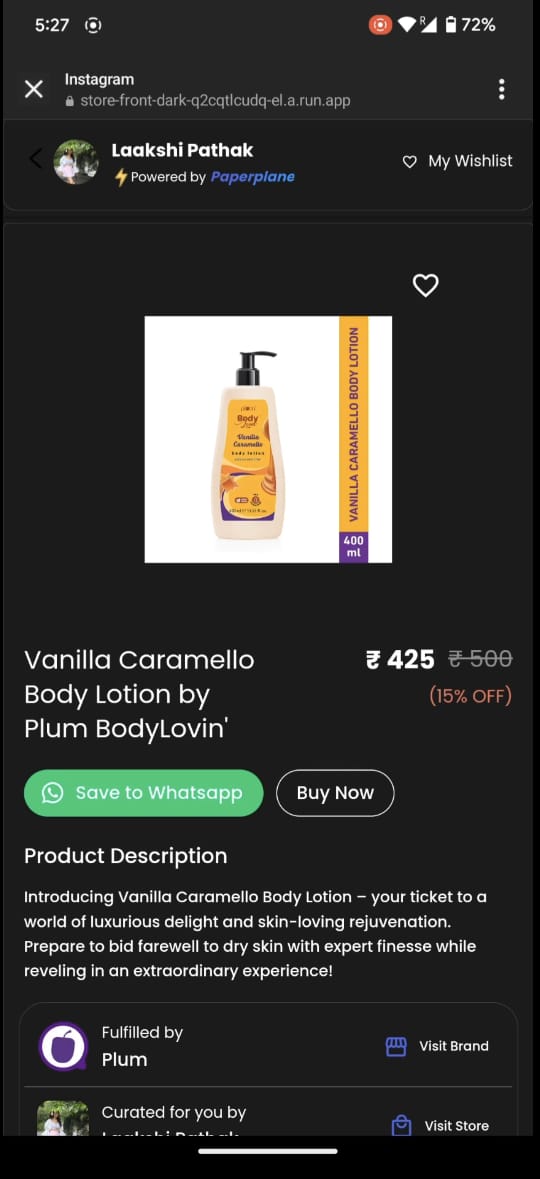 5:27
R
72%
Instagram
store-front-dark-q2cqtlcudq-el.a.run.app
Laakshi Pathak
⚡Powered by Paperplane
My Wishlist
plum
Body
Lovin'
Vanilla
Caramello
body lotion
VANILLA CARAMELLO BODY LOTION
400
ml
Vanilla Caramello
Body Lotion by
Plum BodyLovin'
₹ 425 ₹ 500
(15% OFF)
Save to Whatsapp
Buy Now
Product Description
Introducing Vanilla Caramello Body Lotion – your ticket to a
world of luxurious delight and skin-loving rejuvenation.
Prepare to bid farewell to dry skin with expert finesse while
reveling in an extraordinary experience!
Fulfilled by
Plum
Visit Brand
Curated for you by
Laakshi Pathak
Visit Store